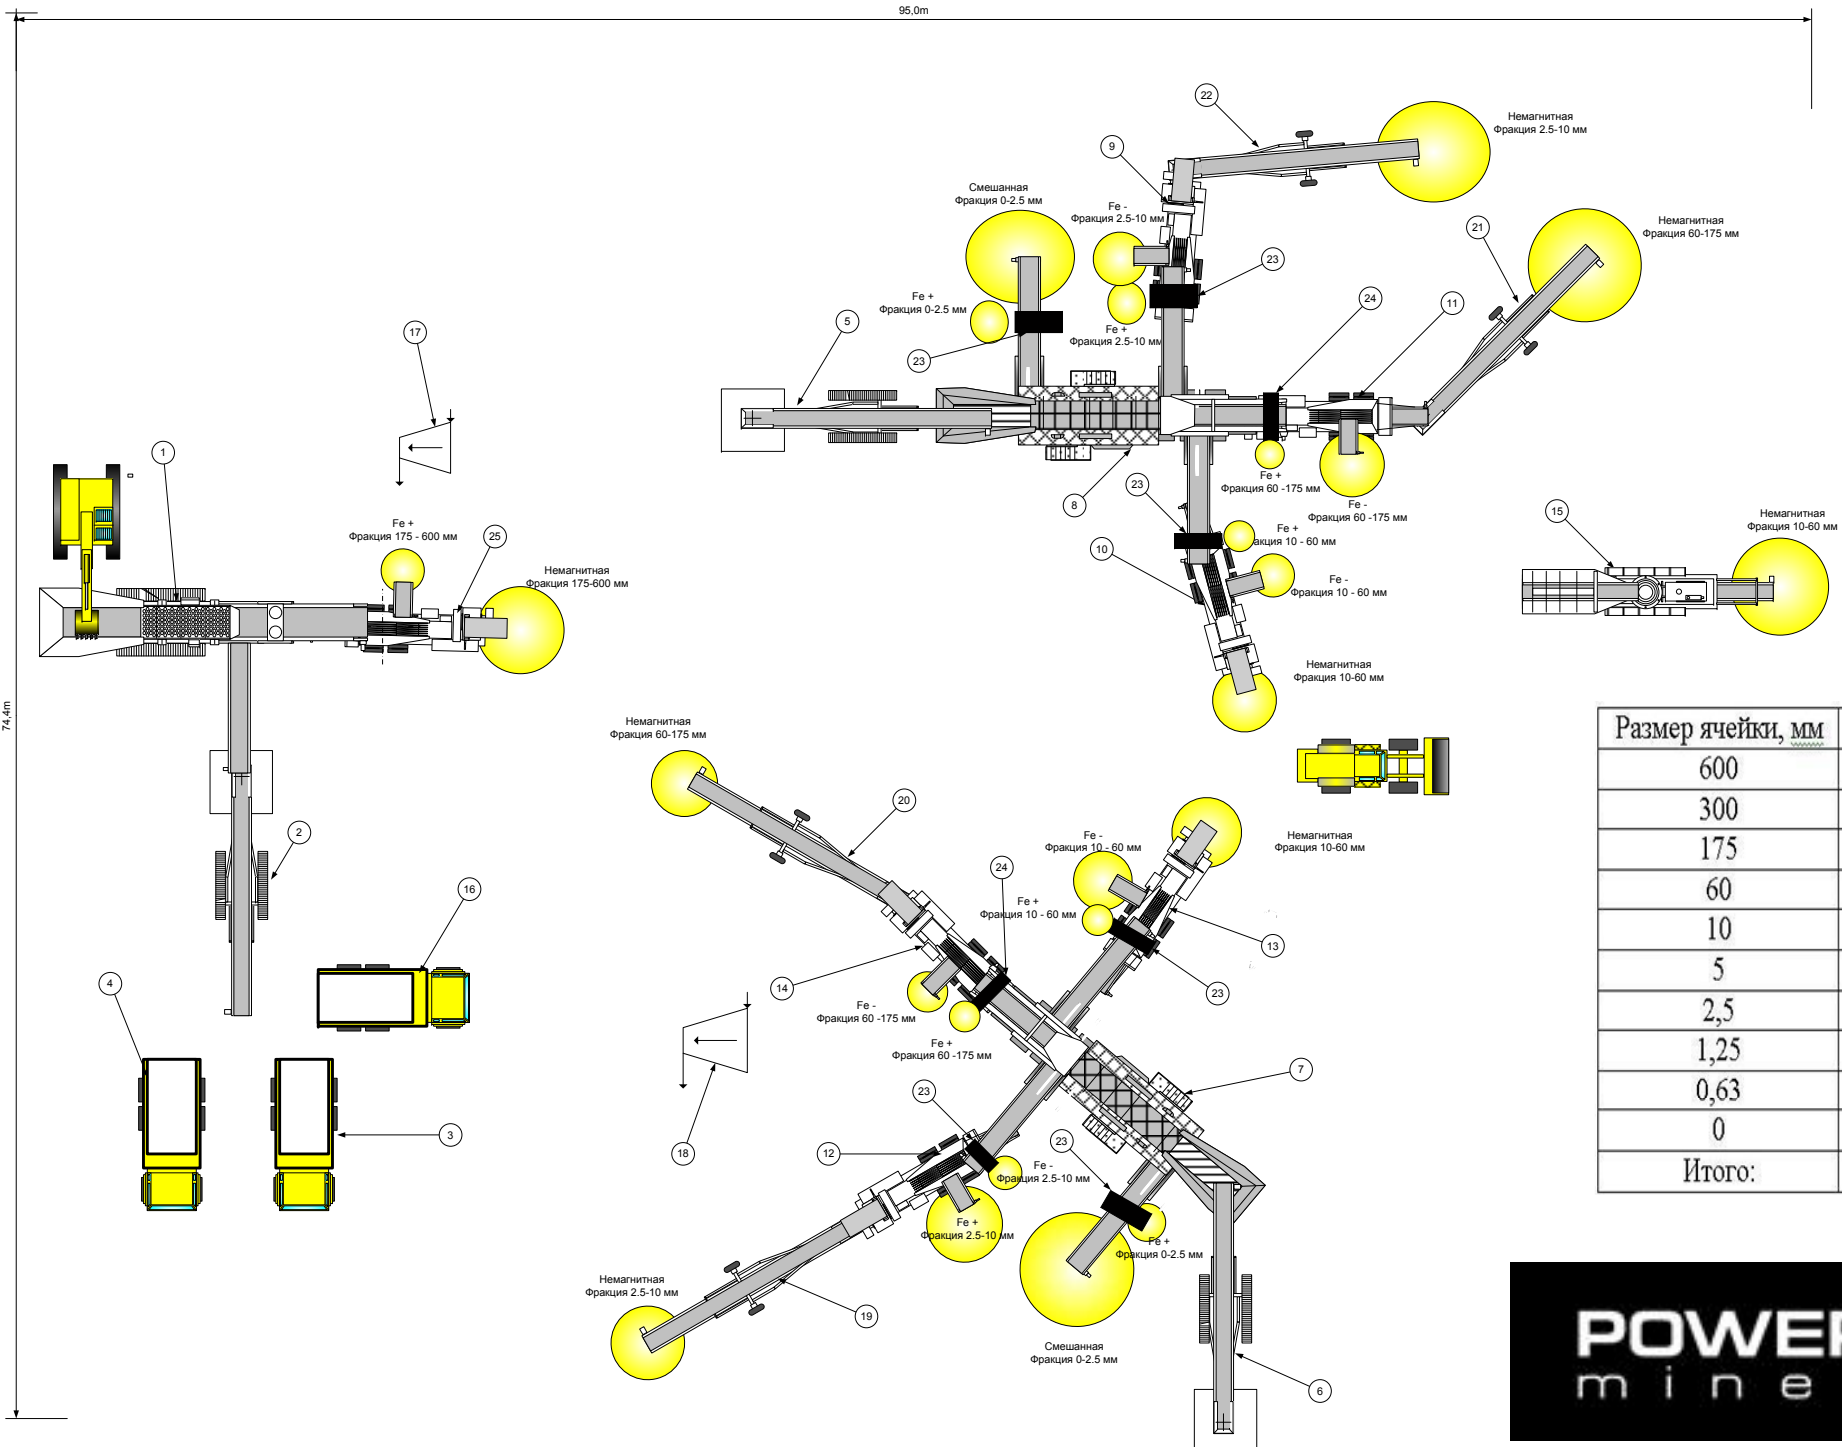 95,0m
74,4m
22
Немагнитная
Фракция 2.5-10 мм
9
Смешанная
Фракция 0-2.5 мм
Fe -
Фракция 2.5-10 мм
21
Немагнитная
Фракция 60-175 мм
23
Fe +
Фракция 0-2.5 мм
5
23
Fe +
Фракция 2.5-10 мм
24
11
17
1
8
23
Fe +
Фракция 60 -175 мм
Fe -
Фракция 60 -175 мм
15
Немагнитная
Фракция 10-60 мм
Fe +
Фракция 175 - 600 мм
25
Немагнитная
Фракция 175-600 мм
10
Fe +
акция 10 - 60 мм
Fe -
Фракция 10 - 60 мм
Немагнитная
Фракция 10-60 мм
Немагнитная
Фракция 60-175 мм
20
2
16
4
3
24
Fe -
Фракция 10 - 60 мм
Немагнитная
Фракция 10-60 мм
Fe +
Фракция 10 - 60 мм
13
23
14
Fe -
Фракция 60 -175 мм
Fe +
Фракция 60 -175 мм
7
18
23
12
23
Fe -
Фракция 2.5-10 мм
Fe +
Фракция 2.5-10 мм
Fe +
Фракция 0-2.5 мм
Немагнитная
Фракция 2.5-10 мм
19
Смешанная
Фракция 0-2.5 мм
6
Размер ячейки, мм
600
300
175
60
10
5
2,5
1,25
0,63
0
Итого:
POWER
mine